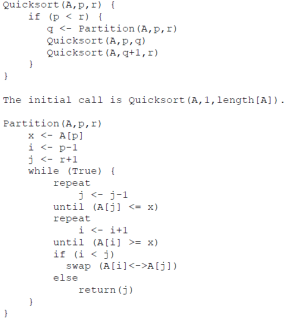 Quicksort(A,p,r) {
    if (p < r) {
        q <- Partition(A,p,r)
        Quicksort(A,p,q)
        Quicksort(A,q+1,r)
    }
}
The initial call is Quicksort(A,1,length[A]).
Partition(A,p,r)
    x <- A[p]
    i <- p-1
    j <- r+1
    while (True) {
        repeat
            j <- j-1
        until (A[j] <= x)
        repeat
            i <- i+1
        until (A[i] >= x)
        if (i < j)
            swap (A[i]<->A[j])
        else
            return(j)
    }
}